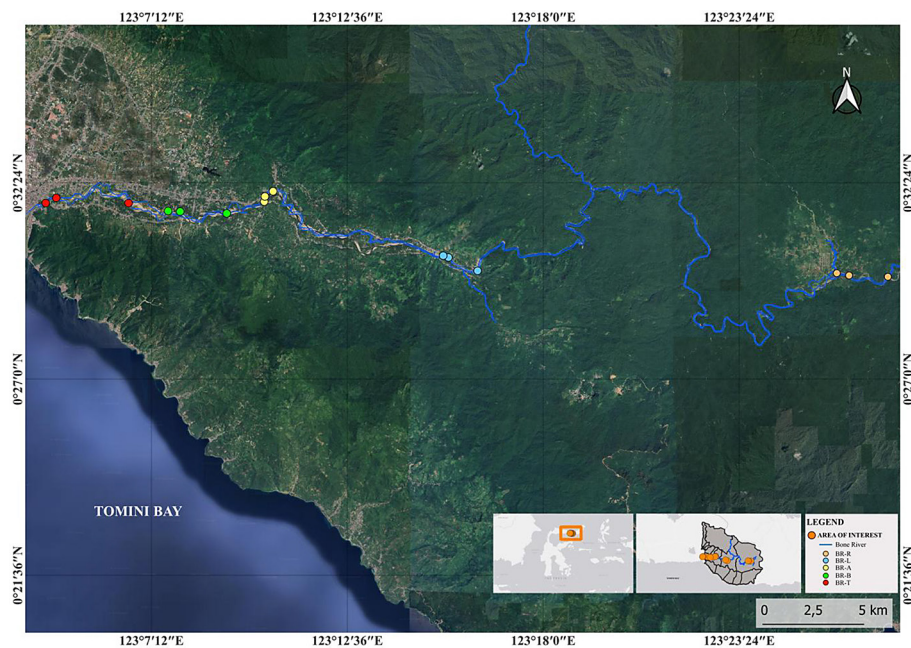 123°7'12"E 123°12'36"E 123°18'0"E 123°23'24"E
N
0°32'24"N 0°32'24"N
0°27'0"N 0°27'0"N
TOMINI BAY
LEGEND
AREA OF INTEREST
Bone River
BR-R
BR-L
BR-A
BR-B
BR-T
0°21'36"N 0°21'36"N
0 2,5 5 km
123°7'12"E 123°12'36"E 123°18'0"E 123°23'24"E